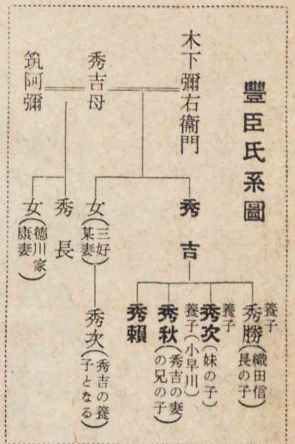 豐臣氏系圖
木下彌右衞門
秀吉母
筑阿彌
秀吉
女(三好某妻)
秀長
女(德川家康妻)
養子
秀勝(織田信長の子)
養子
秀次(妹の子)
養子(小早川)
秀秋(秀吉の妻の兄の子)
秀賴
秀次(秀吉の養子となる)